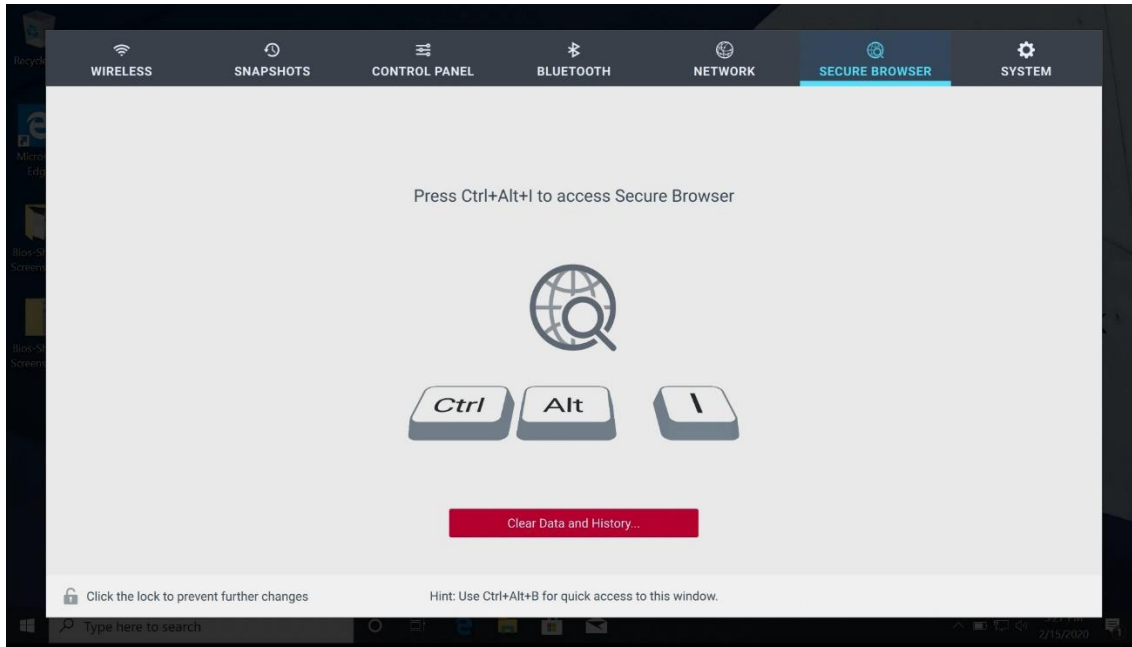 WIRELESS
SNAPSHOTS
CONTROL PANEL
BLUETOOTH
NETWORK
SECURE BROWSER
SYSTEM
Press Ctrl+Alt+I to access Secure Browser
Ctrl
Alt
I
Clear Data and History...
Click the lock to prevent further changes
Hint: Use Ctrl+Alt+B for quick access to this window.
Type here to search
2/15/2020